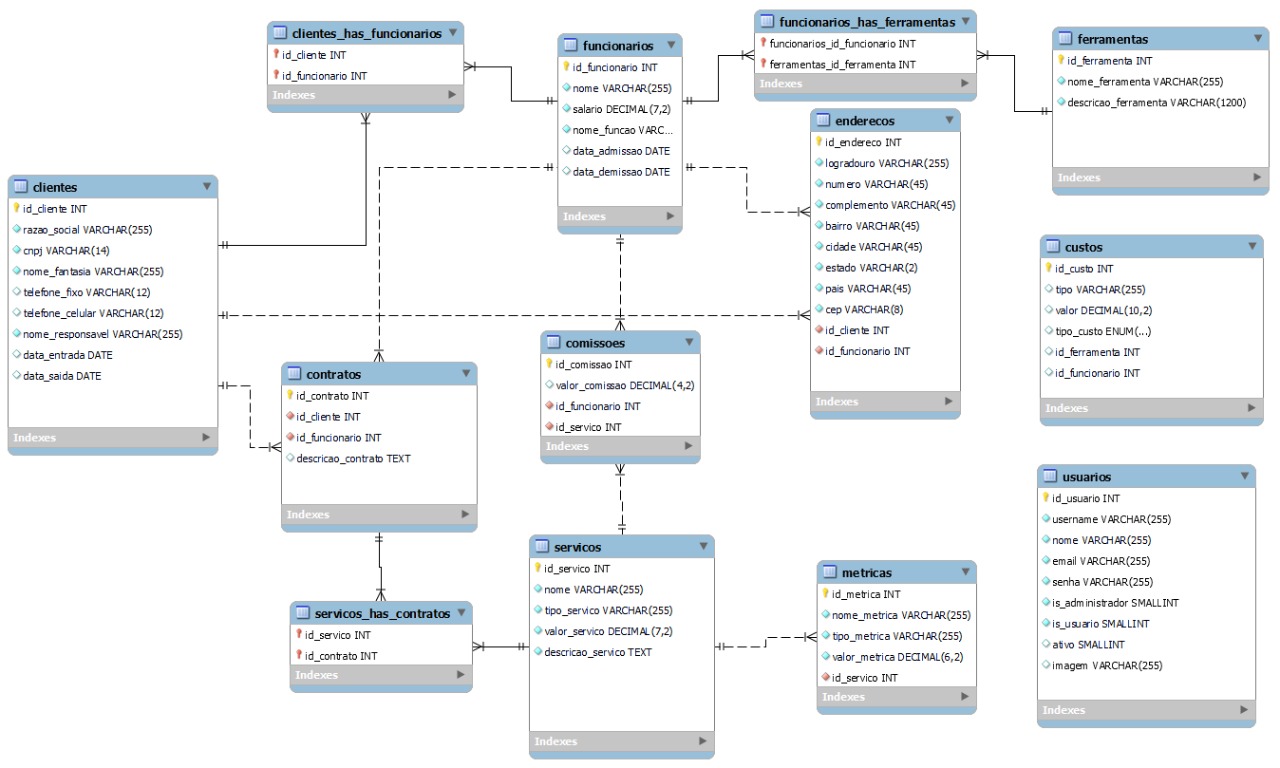 clientes_has_funcionarios
id_cliente INT
id_funcionario INT
Indexes
funcionarios
id_funcionario INT
nome VARCHAR(255)
salario DECIMAL(7,2)
nome_funcao VARC...
data_admissao DATE
data_demissao DATE
Indexes
funcionarios_has_ferramentas
funcionarios_id_funcionario INT
ferramentas_id_ferramenta INT
Indexes
ferramentas
id_ferramenta INT
nome_ferramenta VARCHAR(255)
descricao_ferramenta VARCHAR(1200)
Indexes
enderecos
id_endereco INT
logradouro VARCHAR(255)
numero VARCHAR(45)
complemento VARCHAR(45)
bairro VARCHAR(45)
cidade VARCHAR(45)
estado VARCHAR(2)
pais VARCHAR(45)
cep VARCHAR(8)
id_cliente INT
id_funcionario INT
Indexes
clientes
id_cliente INT
razao_social VARCHAR(255)
cnpj VARCHAR(14)
nome_fantasia VARCHAR(255)
telefone_fixo VARCHAR(12)
telefone_celular VARCHAR(12)
nome_responsavel VARCHAR(255)
data_entrada DATE
data_saida DATE
Indexes
custos
id_custo INT
tipo VARCHAR(255)
valor DECIMAL(10,2)
tipo_custo ENUM(...)
id_ferramenta INT
id_funcionario INT
Indexes
comissoes
id_comissao INT
valor_comissao DECIMAL(4,2)
id_funcionario INT
id_servico INT
Indexes
contratos
id_contrato INT
id_cliente INT
id_funcionario INT
descricao_contrato TEXT
Indexes
usuarios
id_usuario INT
username VARCHAR(255)
nome VARCHAR(255)
email VARCHAR(255)
senha VARCHAR(255)
is_administrador SMALLINT
is_usuario SMALLINT
ativo SMALLINT
imagem VARCHAR(255)
Indexes
servicos
id_servico INT
nome VARCHAR(255)
tipo_servico VARCHAR(255)
valor_servico DECIMAL(7,2)
descricao_servico TEXT
Indexes
metricas
id_metrica INT
nome_metrica VARCHAR(255)
tipo_metrica VARCHAR(255)
valor_metrica DECIMAL(6,2)
id_servico INT
Indexes
servicos_has_contratos
id_servico INT
id_contrato INT
Indexes